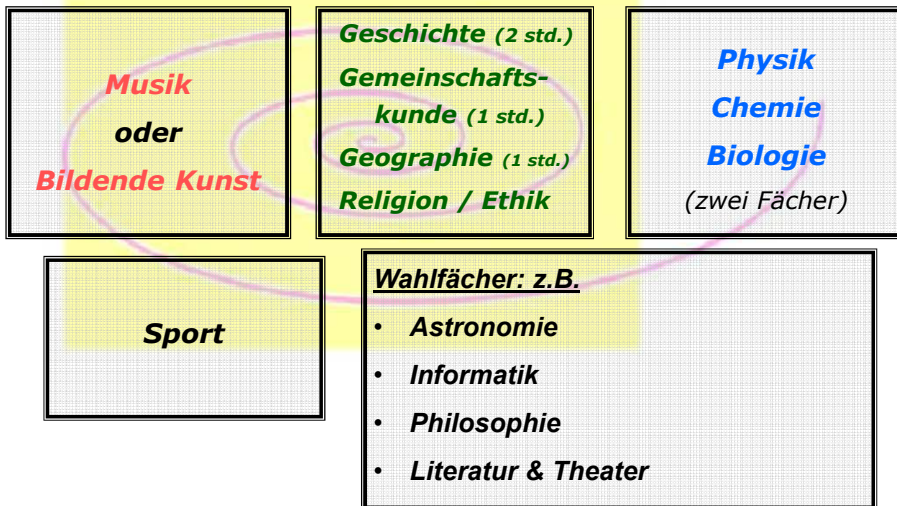 Musik
oder
Bildende Kunst
Geschichte (2 std.)
Gemeinschafts-
kunde (1 std.)
Geographie (1 std.)
Religion / Ethik
Physik
Chemie
Biologie
(zwei Fächer)
Sport
Wahlfächer: z.B.
• Astronomie
• Informatik
• Philosophie
• Literatur & Theater